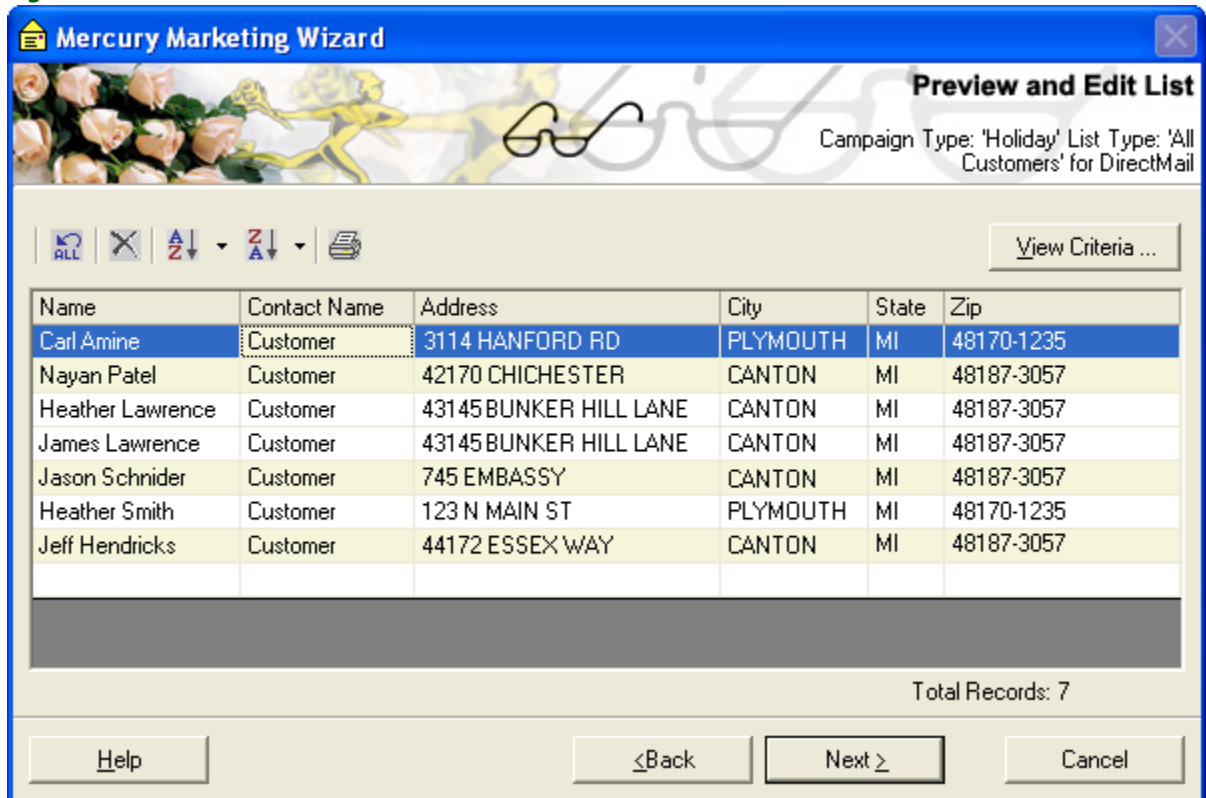 Mercury Marketing Wizard
Preview and Edit List
Campaign Type: 'Holiday' List Type: 'All
Customers' for DirectMail
ALL A Z Z A View Criteria ...
Name Contact Name Address City State Zip
Carl Amine Customer 3114 HANFORD RD PLYMOUTH MI 48170-1235
Nayan Patel Customer 42170 CHICHESTER CANTON MI 48187-3057
Heather Lawrence Customer 43145 BUNKER HILL LANE CANTON MI 48187-3057
James Lawrence Customer 43145 BUNKER HILL LANE CANTON MI 48187-3057
Jason Schnider Customer 745 EMBASSY CANTON MI 48187-3057
Heather Smith Customer 123 N MAIN ST PLYMOUTH MI 48170-1235
Jeff Hendricks Customer 44172 ESSEX WAY CANTON MI 48187-3057
Total Records: 7
Help <Back Next > Cancel